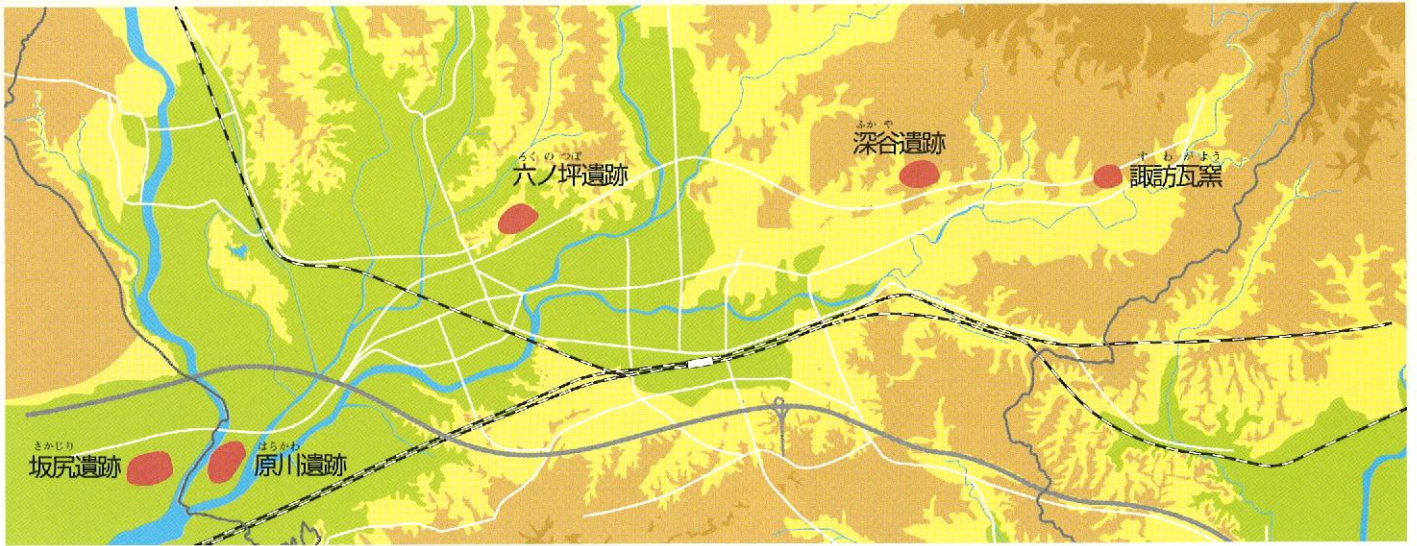 ふかや
深谷遺跡
すわがよう
諏訪瓦窯
ろくのつぼ
六ノ坪遺跡
さかじり
坂尻遺跡
はらかわ
原川遺跡